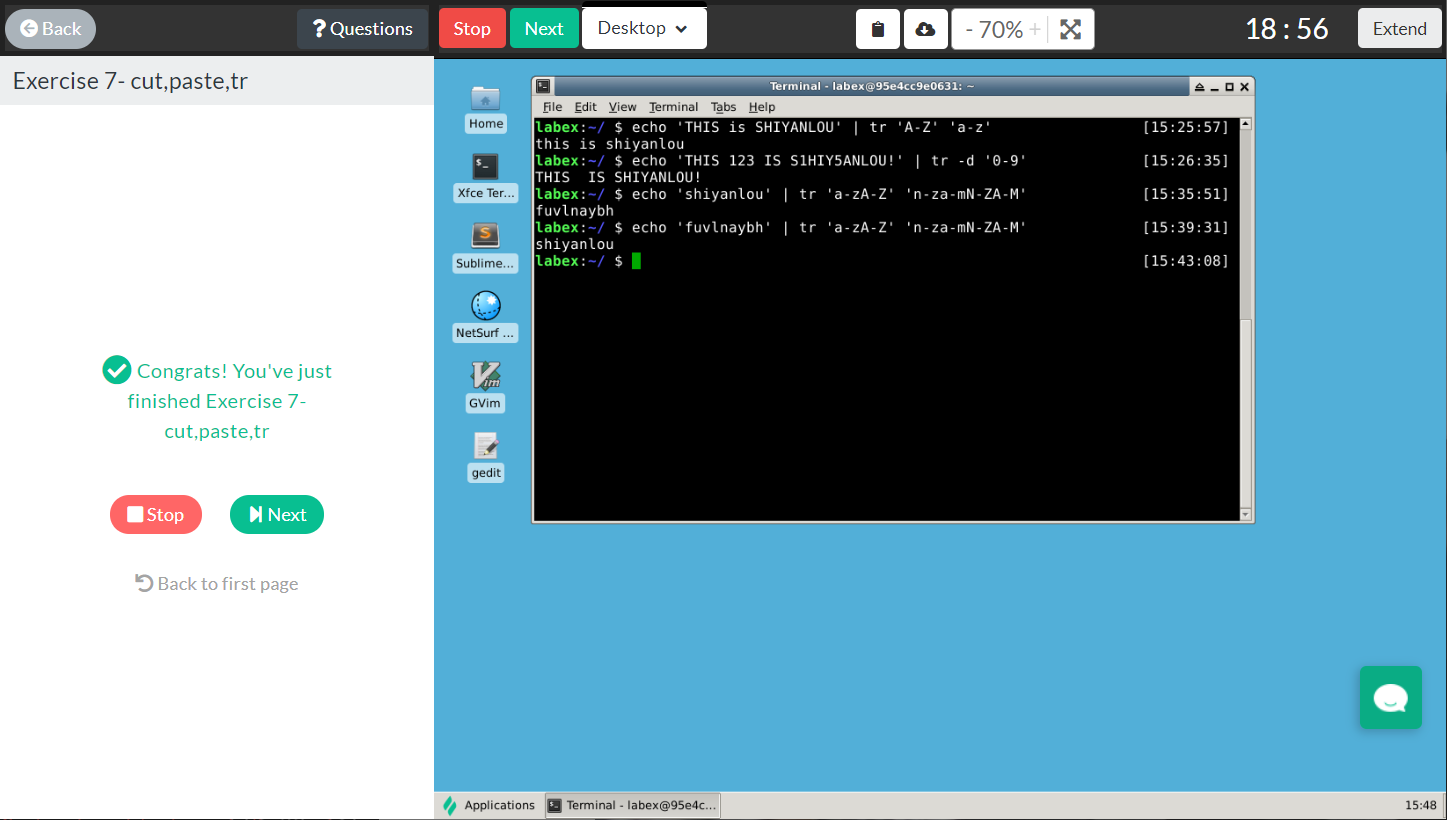 Back
? Questions
Stop
Next
Desktop
- 70% +
18 : 56
Extend
Exercise 7- cut,paste,tr
Congrats! You've just
finished Exercise 7-
cut,paste,tr
Stop
Next
Back to first page
Home
Xfce Ter...
Sublime...
NetSurf ...
GVim
gedit
Terminal - labex@95e4cc9e0631: ~
File Edit View Terminal Tabs Help
labex:~/ $ echo 'THIS is SHIYANLOU' | tr 'A-Z' 'a-z' [15:25:57]
this is shiyanlou
labex:~/ $ echo 'THIS 123 IS S1HIY5ANLOU!' | tr -d '0-9' [15:26:35]
THIS  IS SHIYANLOU!
labex:~/ $ echo 'shiyanlou' | tr 'a-zA-Z' 'n-za-mN-ZA-M' [15:35:51]
fuvlnaybh
labex:~/ $ echo 'fuvlnaybh' | tr 'a-zA-Z' 'n-za-mN-ZA-M' [15:39:31]
shiyanlou
labex:~/ $ [15:43:08]
Applications
Terminal - labex@95e4c...
15:48